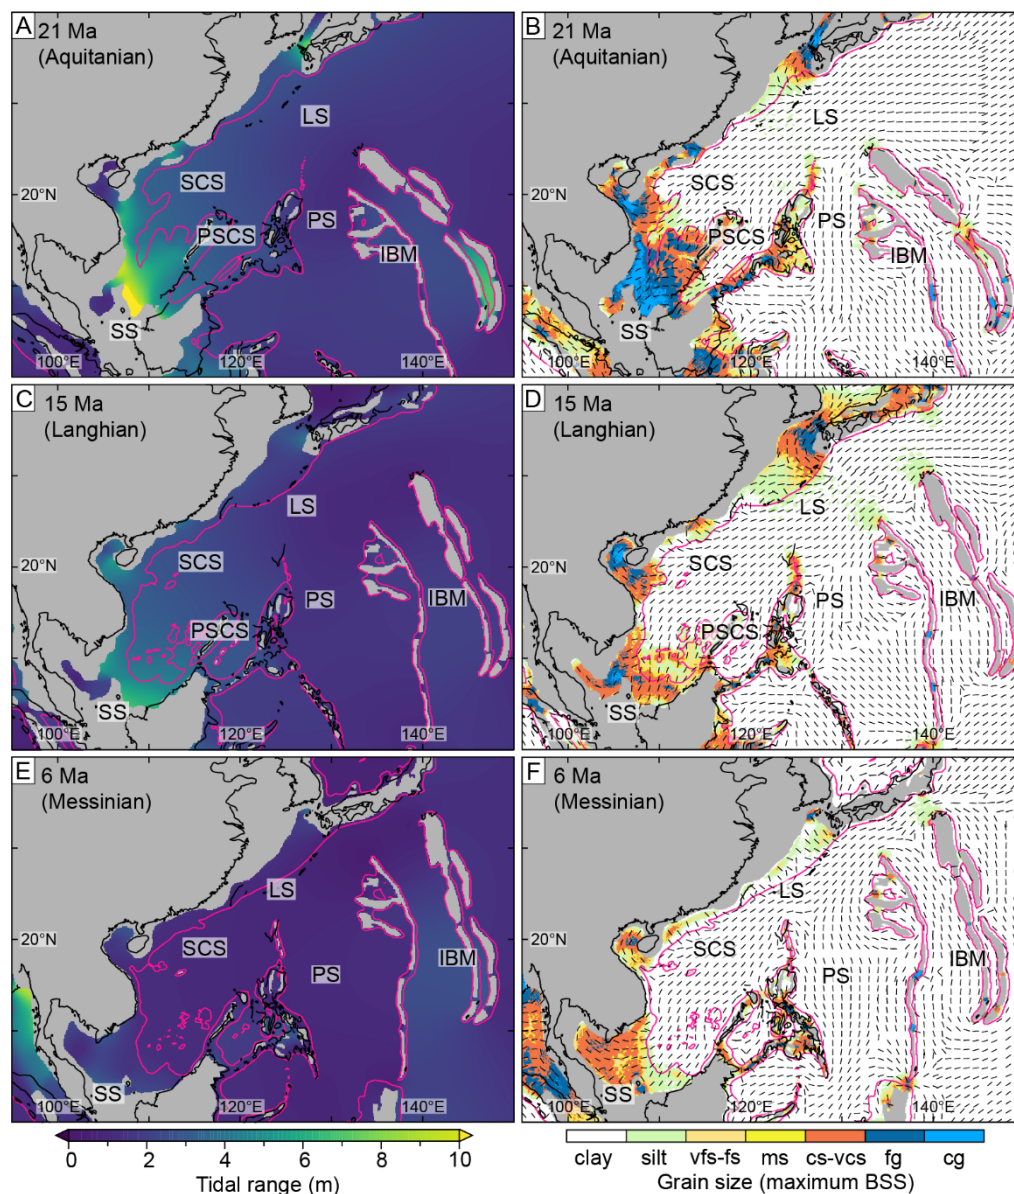 A
21 Ma
(Aquitanian)
LS
SCS
20°N
PSCS
PS
IBM
SS
100°E
120°E
140°E
B
21 Ma
(Aquitanian)
LS
SCS
20°N
PS
PSCS
IBM
SS
100°E
120°E
140°E
C
15 Ma
(Langhian)
LS
SCS
20°N
PS
IBM
PSCS
SS
100°E
120°E
140°E
D
15 Ma
(Langhian)
LS
SCS
20°N
PS
IBM
PSCS
SS
100°E
120°E
140°E
E
6 Ma
(Messinian)
LS
20°N
SCS
PS
IBM
SS
100°E
120°E
140°E
F
6 Ma
(Messinian)
LS
20°N
SCS
PS
IBM
SS
100°E
120°E
140°E
0 2 4 6 8 10
Tidal range (m)
clay silt vfs-fs ms cs-vcs fg cg
Grain size (maximum BSS)